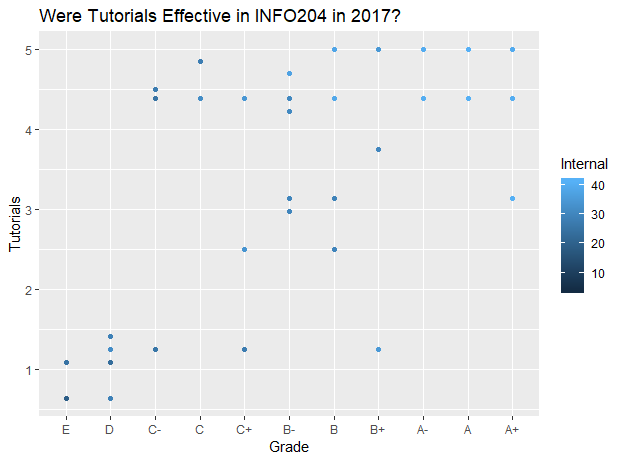 Were Tutorials Effective in INFO204 in 2017?
5
4
3
2
1
Tutorials
E D C- C C+ B- B B+ A- A A+
Grade
Internal
40
30
20
10